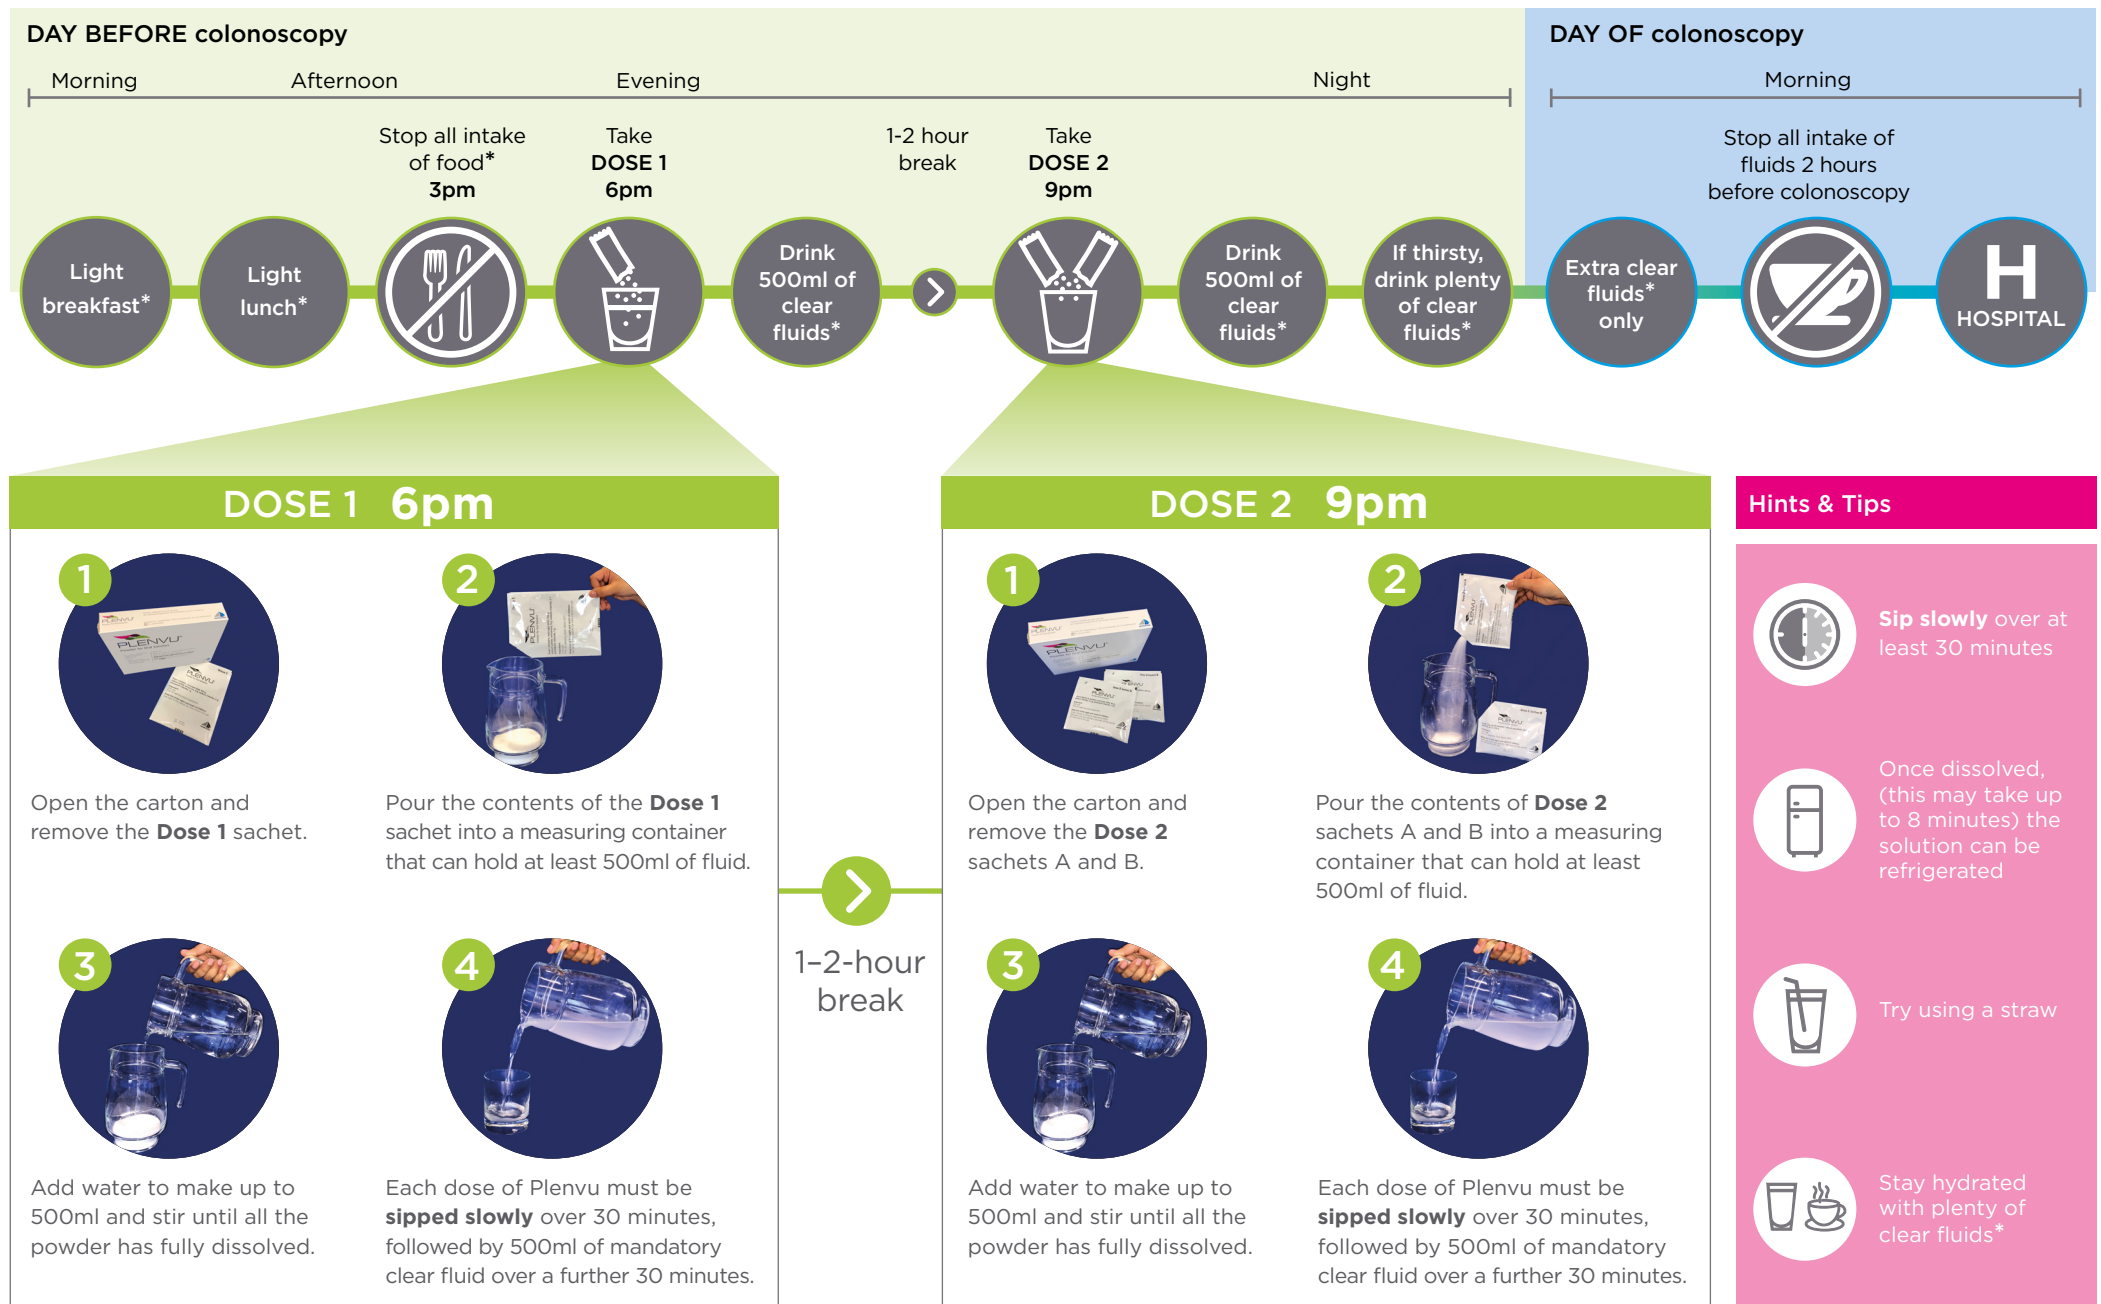 DAY BEFORE colonoscopy
Morning
Afternoon
Evening
Night
Stop all intake
of food*
3pm
Take
DOSE 1
6pm
1-2 hour
break
Take
DOSE 2
9pm
Light
breakfast*
Light
lunch*
Drink
500ml of
clear
fluids*
Drink
500ml of
clear
fluids*
If thirsty,
drink plenty
of clear
fluids*
DAY OF colonoscopy
Morning
Stop all intake of
fluids 2 hours
before colonoscopy
Extra clear
fluids*
only
H
HOSPITAL
DOSE 1 6pm
1
PLENVU
PLENVU
PLENVU
Open the carton and
remove the Dose 1 sachet.
2
PLENVU
Pour the contents of the Dose 1
sachet into a measuring container
that can hold at least 500ml of fluid.
3
Add water to make up to
500ml and stir until all the
powder has fully dissolved.
4
Each dose of Plenvu must be
sipped slowly over 30 minutes,
followed by 500ml of mandatory
clear fluid over a further 30 minutes.
1–2-hour
break
DOSE 2 9pm
1
PLENVU
PLENVU
PLENVU
Open the carton and
remove the Dose 2
sachets A and B.
2
PLENVU
PLENVU
Pour the contents of Dose 2
sachets A and B into a measuring
container that can hold at least
500ml of fluid.
3
Add water to make up to
500ml and stir until all the
powder has fully dissolved.
4
Each dose of Plenvu must be
sipped slowly over 30 minutes,
followed by 500ml of mandatory
clear fluid over a further 30 minutes.
Hints & Tips
Sip slowly over at
least 30 minutes
Once dissolved,
(this may take up
to 8 minutes) the
solution can be
refrigerated
Try using a straw
Stay hydrated
with plenty of
clear fluids*